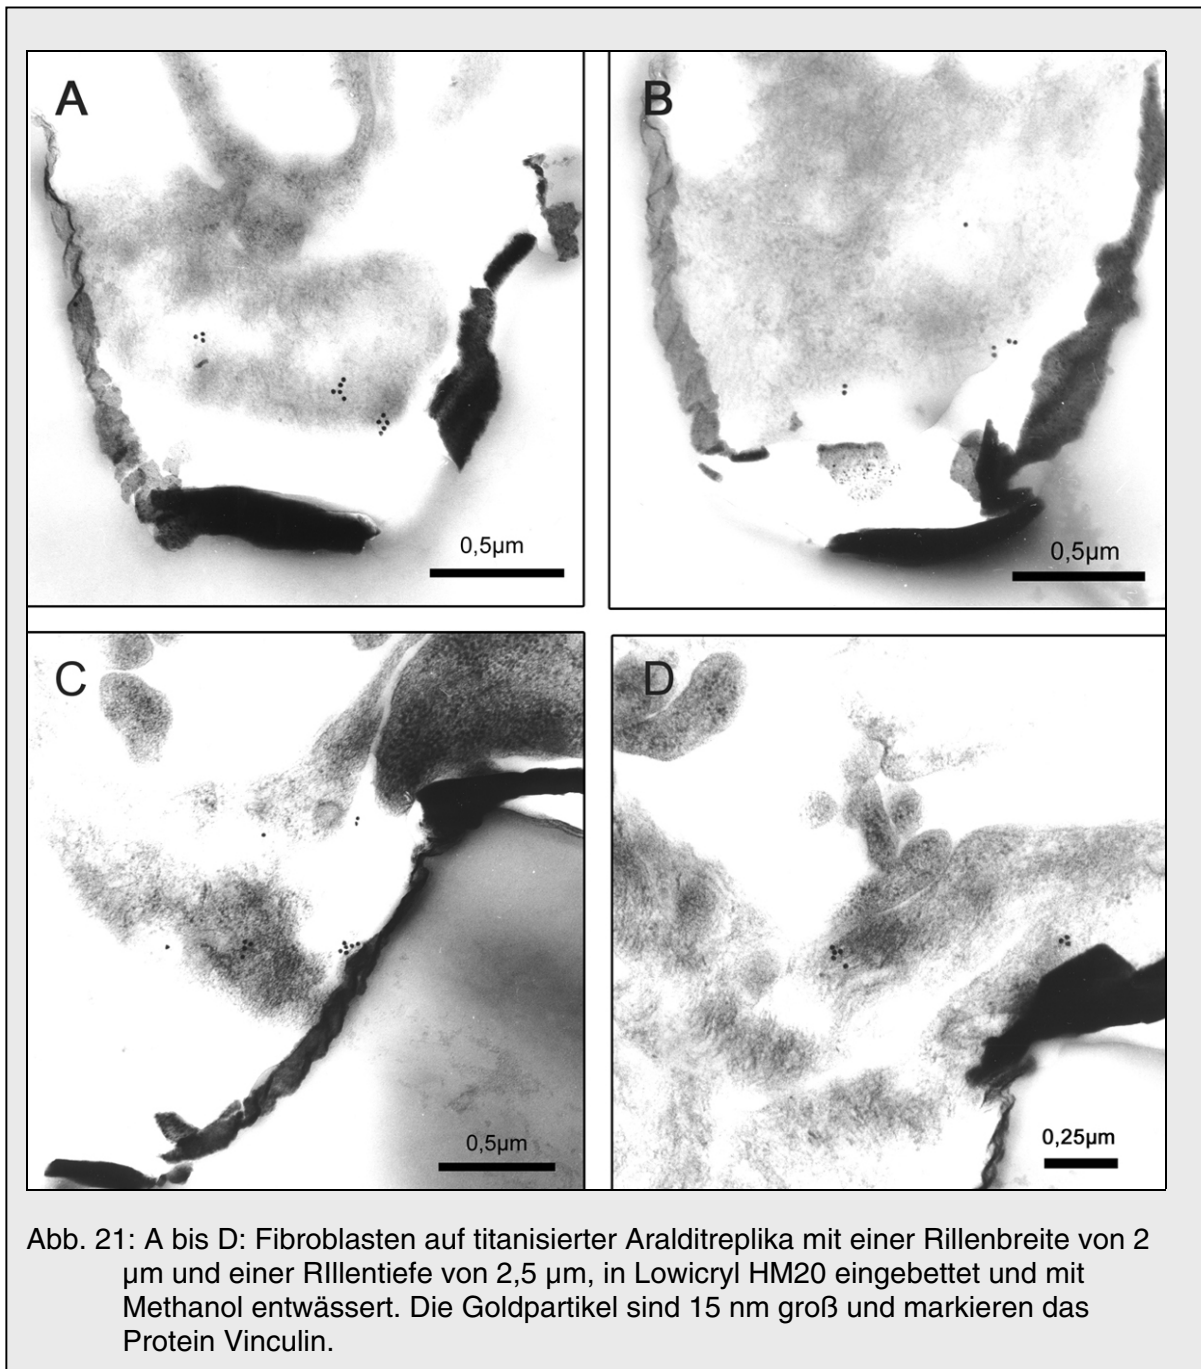 A
B
0,5µm
0,5µm
C
D
0,5µm
0,25µm
Abb. 21: A bis D: Fibroblasten auf titanisierter Aralditreplika mit einer Rillenbreite von 2
µm und einer RIllentiefe von 2,5 µm, in Lowicryl HM20 eingebettet und mit
Methanol entwässert. Die Goldpartikel sind 15 nm groß und markieren das
Protein Vinculin.